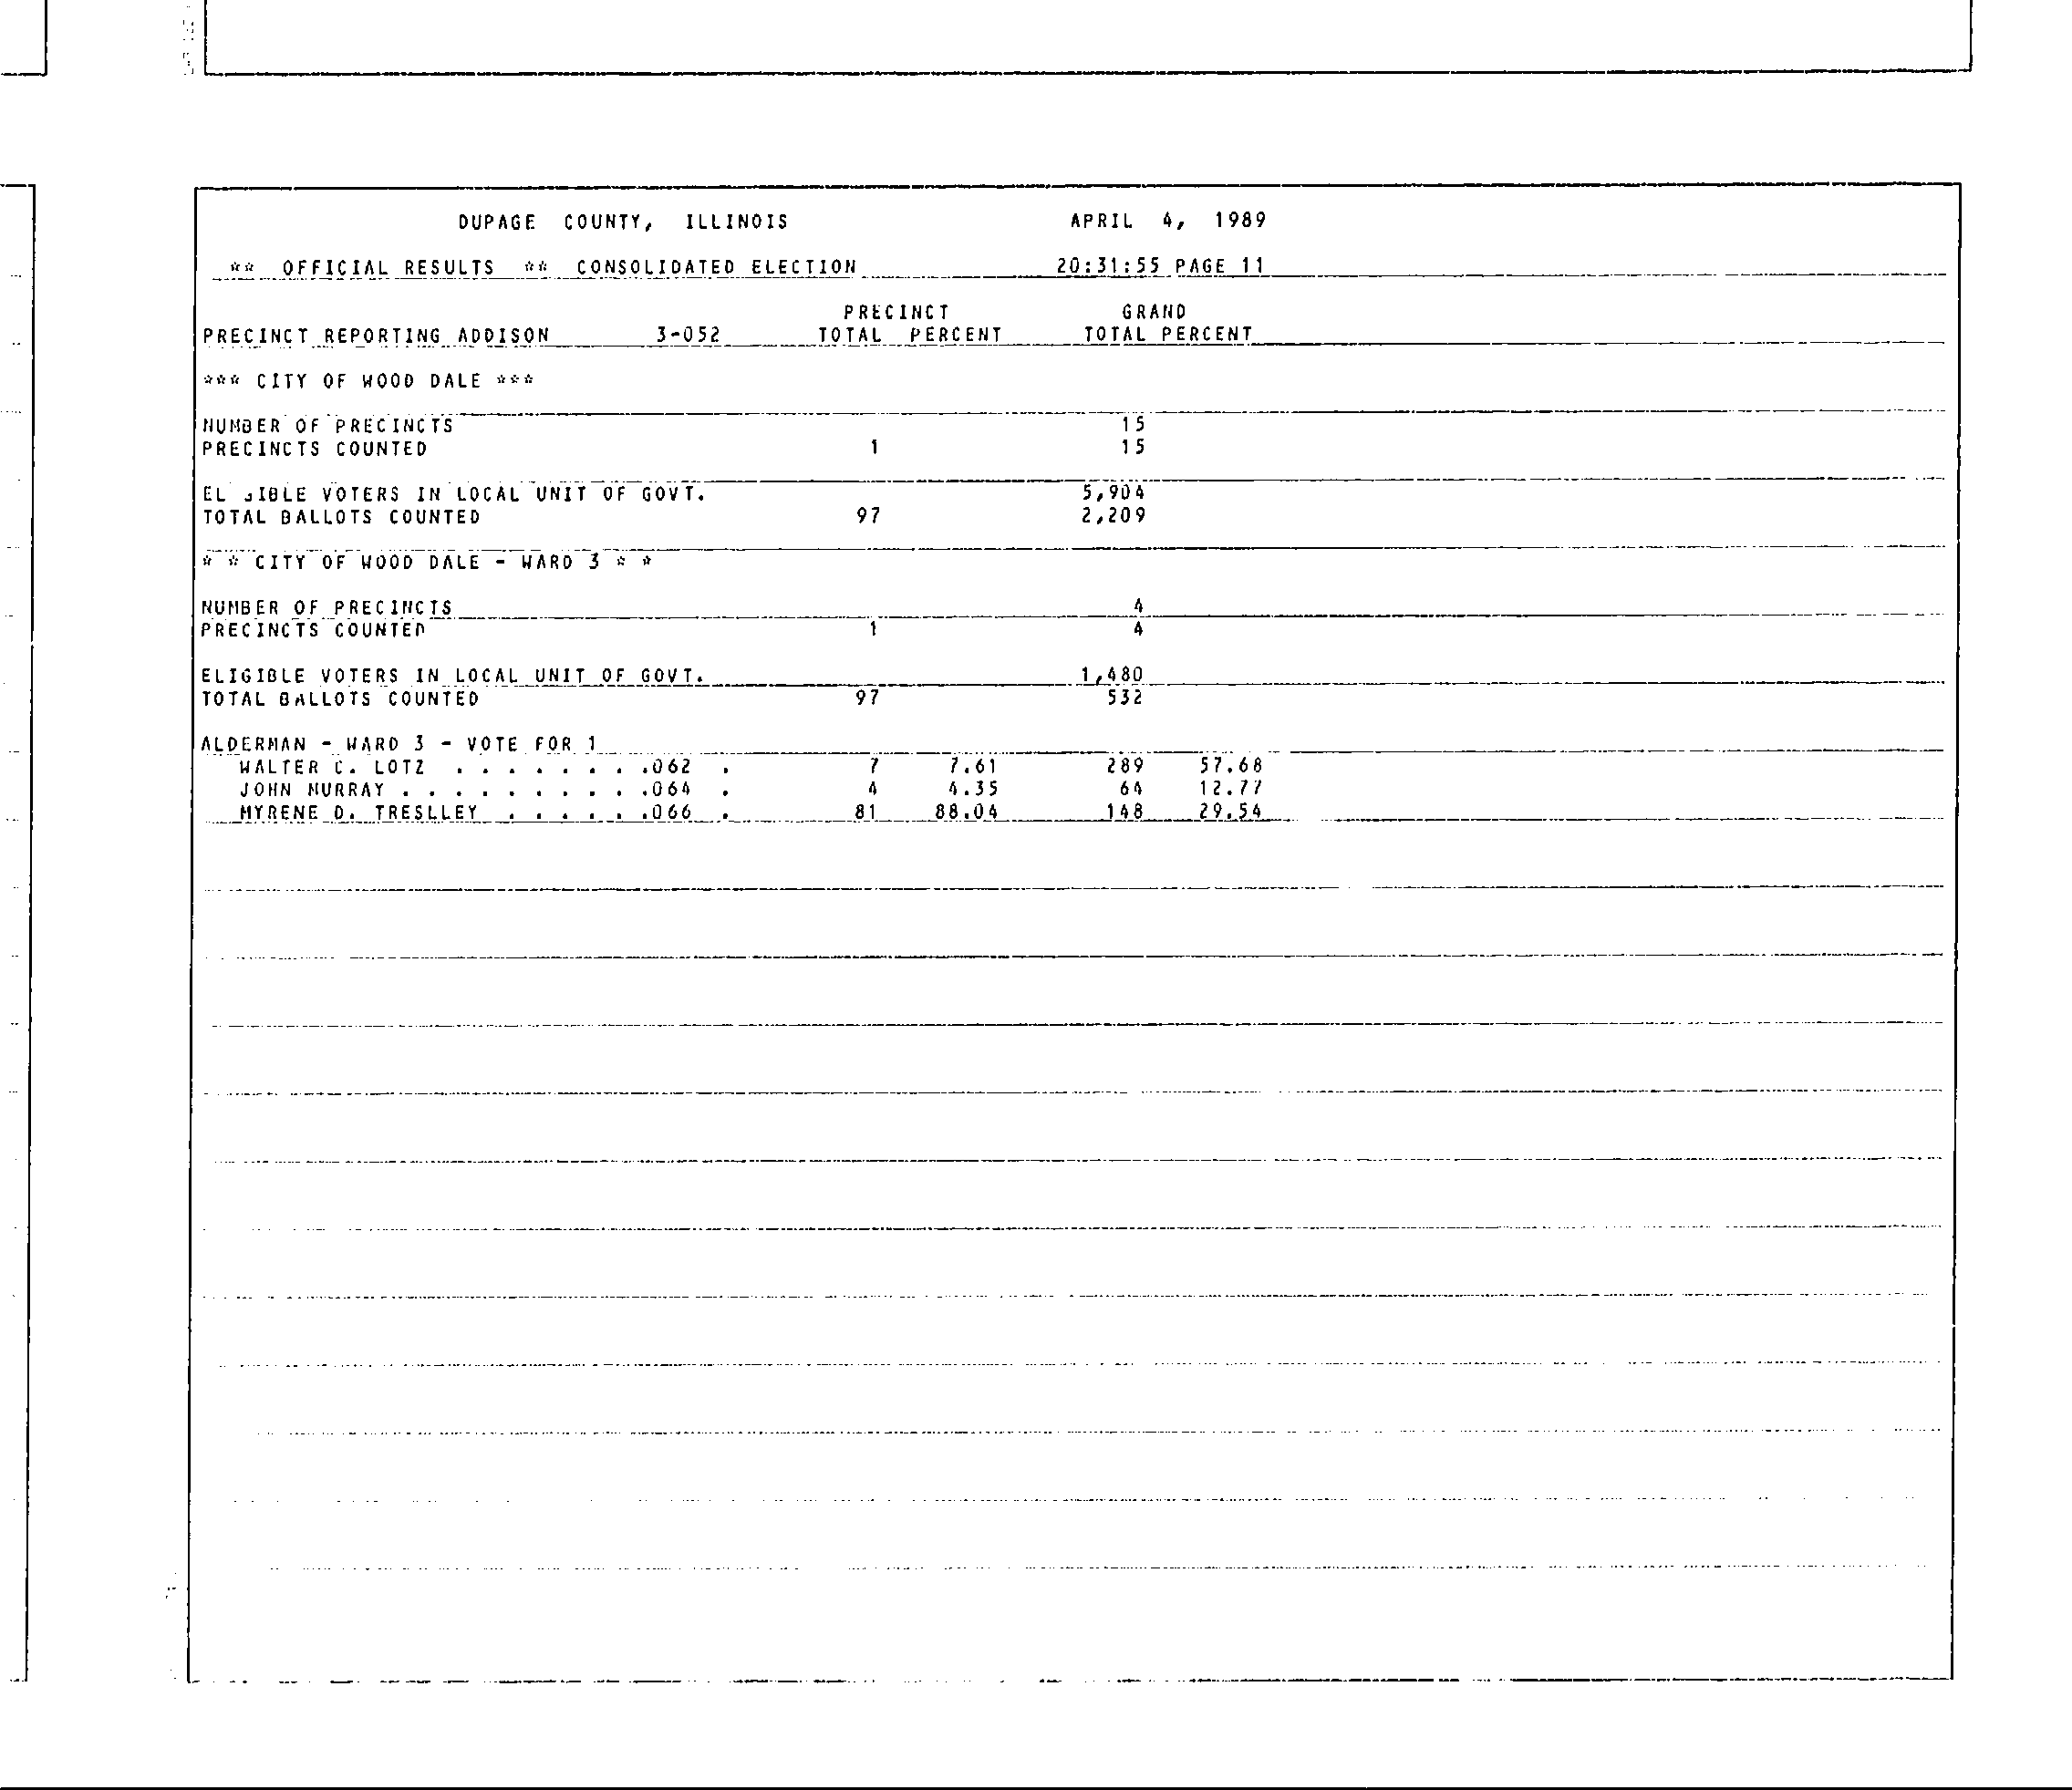 DUPAGE COUNTY, ILLINOIS APRIL 4, 1989
** OFFICIAL RESULTS ** CONSOLIDATED ELECTION 20:31:55 PAGE 11
PRECINCT GRAND
PRECINCT REPORTING ADDISON 3-052 TOTAL PERCENT TOTAL PERCENT
*** CITY OF WOOD DALE ***
NUMBER OF PRECINCTS 15
PRECINCTS COUNTED 1 15
EL IBLE VOTERS IN LOCAL UNIT OF GOVT. 5,904
TOTAL BALLOTS COUNTED 97 2,209
* * CITY OF WOOD DALE - WARD 3 * *
NUMBER OF PRECINCTS 4
PRECINCTS COUNTED 1 4
ELIGIBLE VOTERS IN LOCAL UNIT OF GOVT. 1,480
TOTAL BALLOTS COUNTED 97 532
ALDERMAN - WARD 3 - VOTE FOR 1
WALTER C. LOTZ . . . . . . . .062 . 7 7.61 289 57.68
JOHN MURRAY . . . . . . . . . .064 . 4 4.35 64 12.77
MYRENE D. TRESLLEY . . . . . .066 . 81 88.04 148 29.54